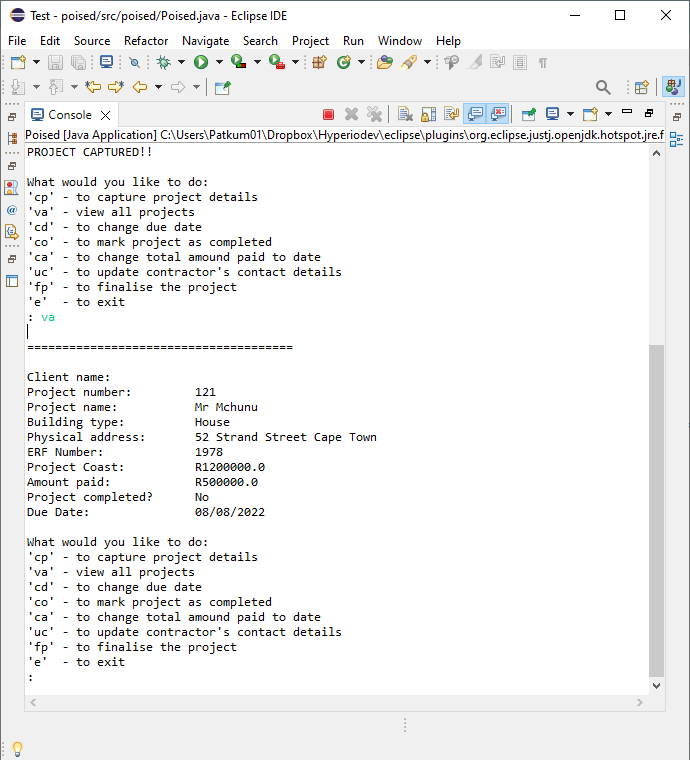 Test - poised/src/poised/Poised.java - Eclipse IDE
File Edit Source Refactor Navigate Search Project Run Window Help
Console
Poised [Java Application] C:\Users\Patkum01\Dropbox\Hyperiodev\eclipse\plugins\org.eclipse.justj.openjdk.hotspot.jre.f
PROJECT CAPTURED!!
What would you like to do:
'cp' - to capture project details
'va' - view all projects
'cd' - to change due date
'co' - to mark project as completed
'ca' - to change total amound paid to date
'uc' - to update contractor's contact details
'fp' - to finalise the project
'e'  - to exit
: va
======================================
Client name:
Project number: 121
Project name: Mr Mchunu
Building type: House
Physical address: 52 Strand Street Cape Town
ERF Number: 1978
Project Coast: R1200000.0
Amount paid: R500000.0
Project completed? No
Due Date: 08/08/2022
What would you like to do:
'cp' - to capture project details
'va' - view all projects
'cd' - to change due date
'co' - to mark project as completed
'ca' - to change total amound paid to date
'uc' - to update contractor's contact details
'fp' - to finalise the project
'e'  - to exit
: